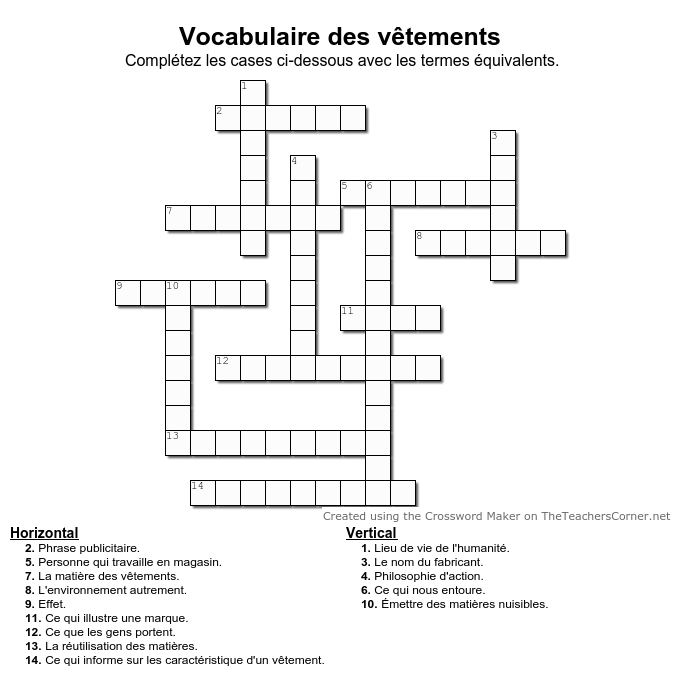 Vocabulaire des vêtements
Complétez les cases ci-dessous avec les termes équivalents.
1
2
3
4
5 6
7
8
9 10
11
12
13
14
Created using the Crossword Maker on TheTeachersCorner.net
Horizontal
2. Phrase publicitaire.
5. Personne qui travaille en magasin.
7. La matière des vêtements.
8. L'environnement autrement.
9. Effet.
11. Ce qui illustre une marque.
12. Ce que les gens portent.
13. La réutilisation des matières.
14. Ce qui informe sur les caractéristique d'un vêtement.
Vertical
1. Lieu de vie de l'humanité.
3. Le nom du fabricant.
4. Philosophie d'action.
6. Ce qui nous entoure.
10. Émettre des matières nuisibles.